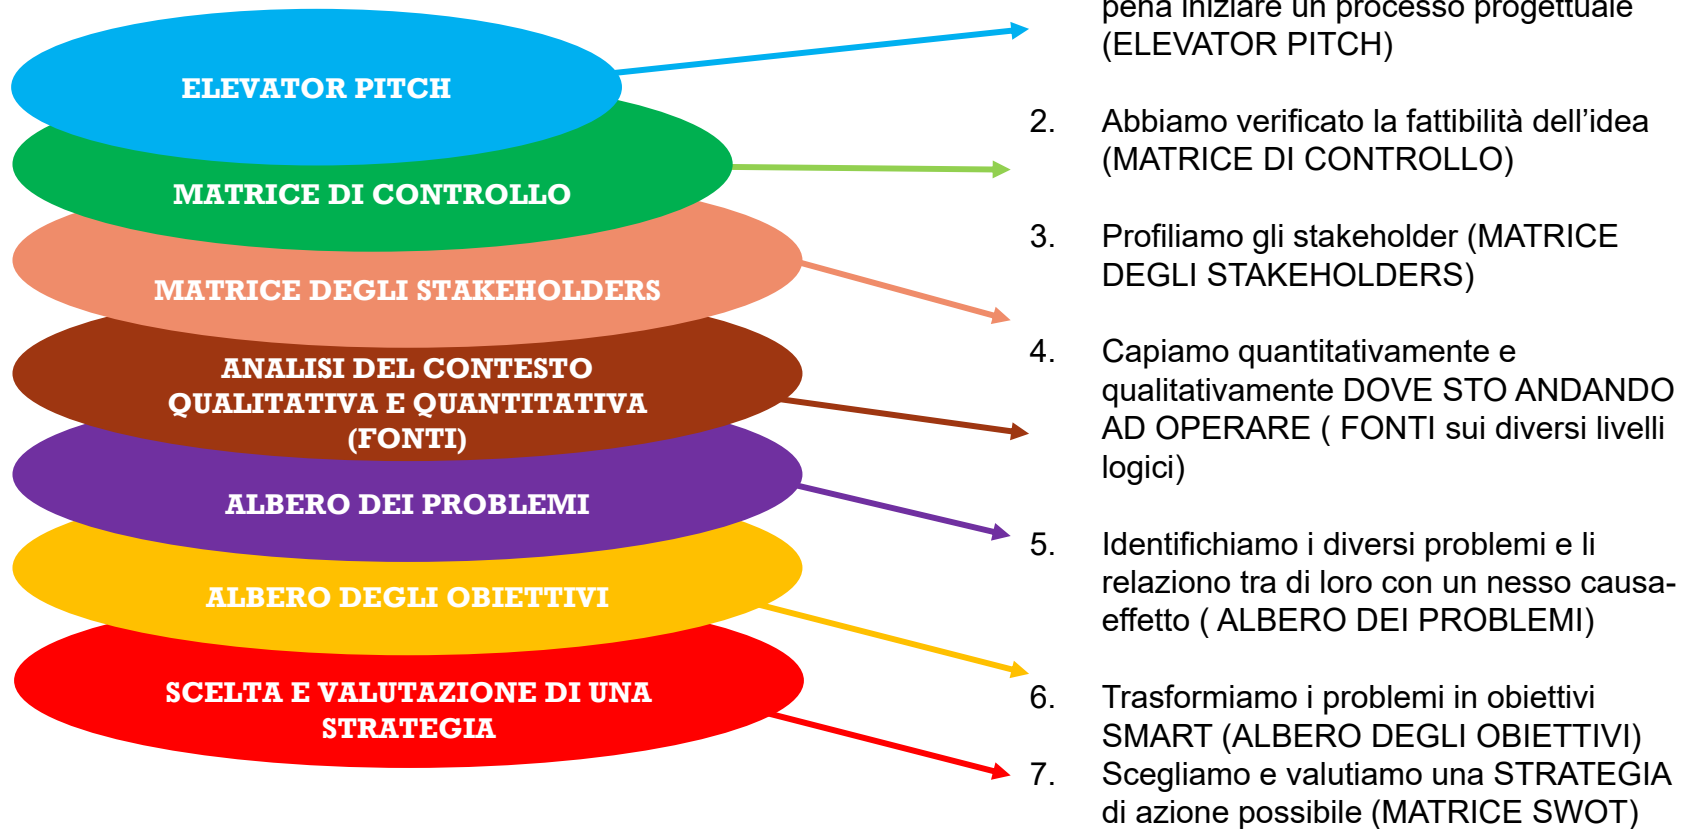 ELEVATOR PITCH
MATRICE DI CONTROLLO
MATRICE DEGLI STAKEHOLDERS
ANALISI DEL CONTESTO
QUALITATIVA E QUANTITATIVA
(FONTI)
ALBERO DEI PROBLEMI
ALBERO DEGLI OBIETTIVI
SCELTA E VALUTAZIONE DI UNA
STRATEGIA
pena iniziare un processo progettuale
(ELEVATOR PITCH)
2. Abbiamo verificato la fattibilità dell’idea
(MATRICE DI CONTROLLO)
3. Profiliamo gli stakeholder (MATRICE
DEGLI STAKEHOLDERS)
4. Capiamo quantitativamente e
qualitativamente DOVE STO ANDANDO
AD OPERARE ( FONTI sui diversi livelli
logici)
5. Identifichiamo i diversi problemi e li
relaziono tra di loro con un nesso causa-
effetto ( ALBERO DEI PROBLEMI)
6. Trasformiamo i problemi in obiettivi
SMART (ALBERO DEGLI OBIETTIVI)
7. Scegliamo e valutiamo una STRATEGIA
di azione possibile (MATRICE SWOT)